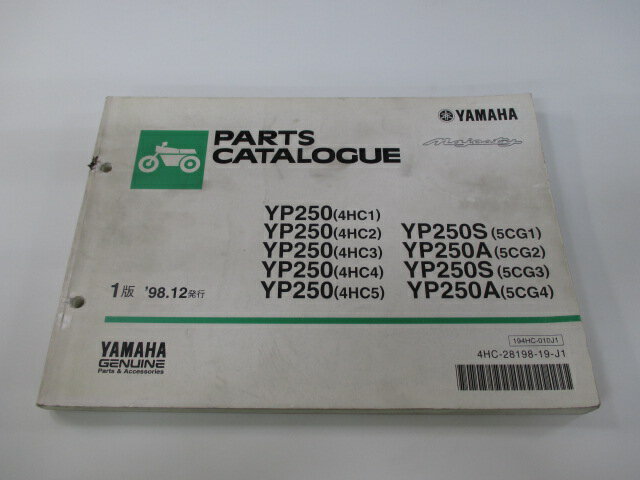 YAMAHA
Majesty
PARTS
CATALOGUE
YP250(4HC1)
YP250(4HC2) YP250S(5CG1)
YP250(4HC3) YP250A(5CG2)
YP250(4HC4) YP250S(5CG3)
YP250(4HC5) YP250A(5CG4)
1版 '98.12発行
194HC-010J1
4HC-28198-19-J1
YAMAHA
GENUINE
Parts & Accessories